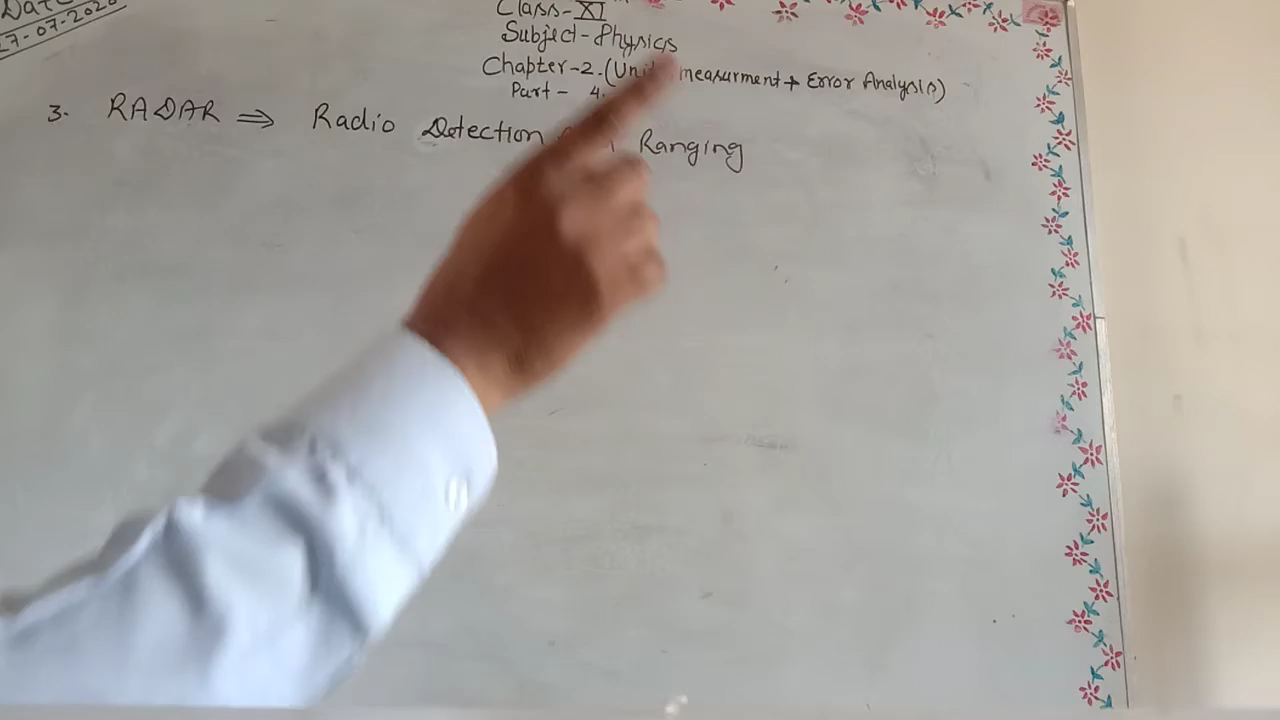 Date
27-07-2020
Class-XI
Subject-Physics
Chapter-2.(Unit measurment + Error Analysis)
Part - 4.
3. RADAR ⇒ Radio Detection Ranging